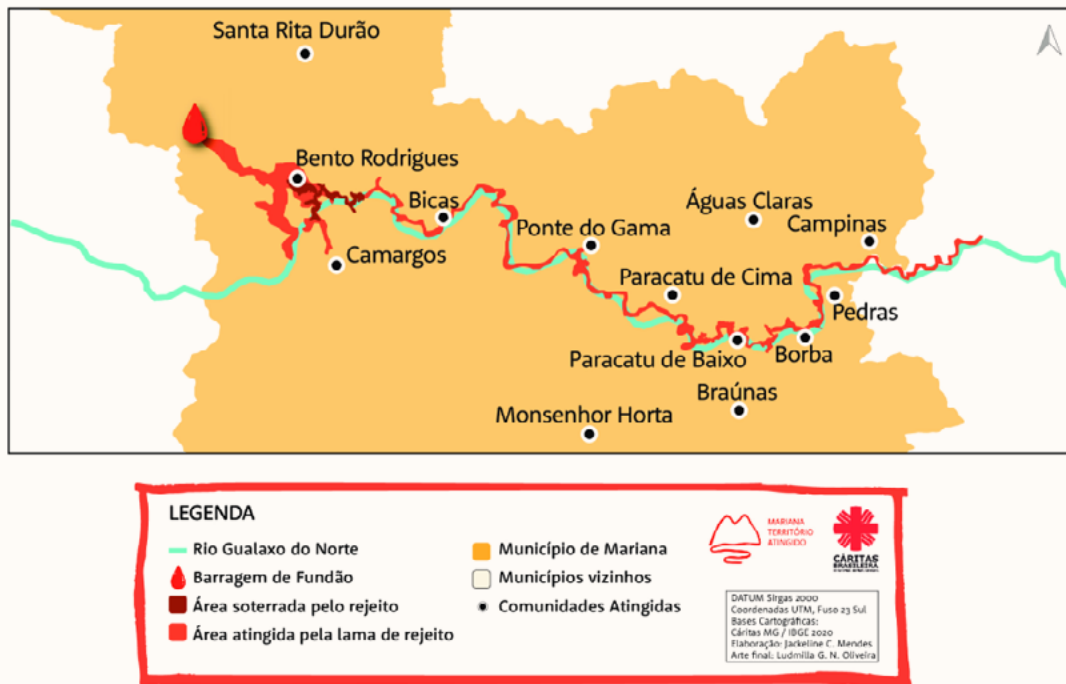 Santa Rita Durão
Bento Rodrigues
Bicas
Águas Claras
Ponte do Gama
Campinas
Camargos
Paracatu de Cima
Pedras
Paracatu de Baixo
Borba
Braúnas
Monsenhor Horta
LEGENDA
Rio Gualaxo do Norte
Barragem de Fundão
Área soterrada pelo rejeito
Área atingida pela lama de rejeito
Município de Mariana
Municípios vizinhos
Comunidades Atingidas
MARIANA
TERRITÓRIO
ATINGIDO
CÁRITAS
BRASILEIRA
DATUM Sirgas 2000
Coordenadas UTM, Fuso 23 Sul
Bases Cartográficas:
Cáritas MG / IBGE 2020
Elaboração: Jackeline C. Mendes
Arte final: Ludmilla G. N. Oliveira